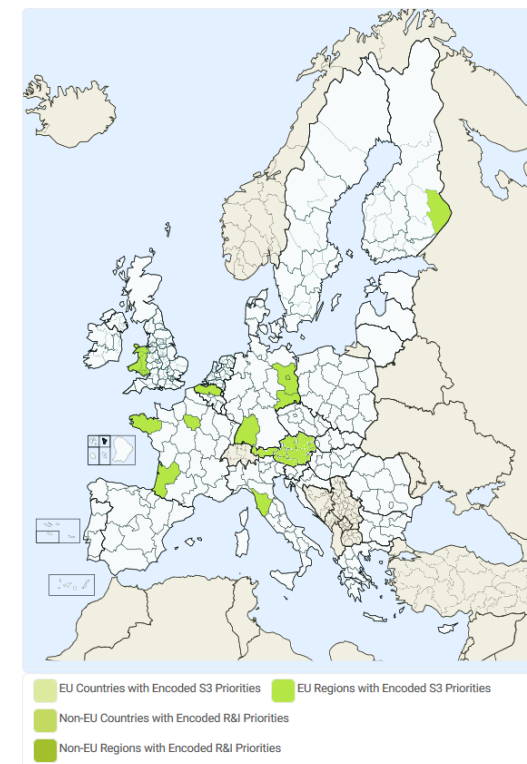 EU Countries with Encoded S3 Priorities EU Regions with Encoded S3 Priorities
Non-EU Countries with Encoded R&I Priorities
Non-EU Regions with Encoded R&I Priorities